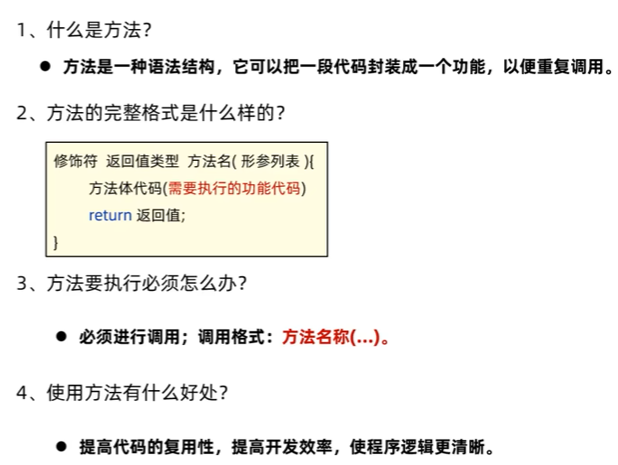 1、什么是方法？
● 方法是一种语法结构，它可以把一段代码封装成一个功能，以便重复调用。
2、方法的完整格式是什么样的？
修饰符 返回值类型 方法名( 形参列表 ){
方法体代码(需要执行的功能代码)
return 返回值;
}
3、方法要执行必须怎么办？
● 必须进行调用；调用格式：方法名称(...)。
4、使用方法有什么好处？
● 提高代码的复用性，提高开发效率，使程序逻辑更清晰。